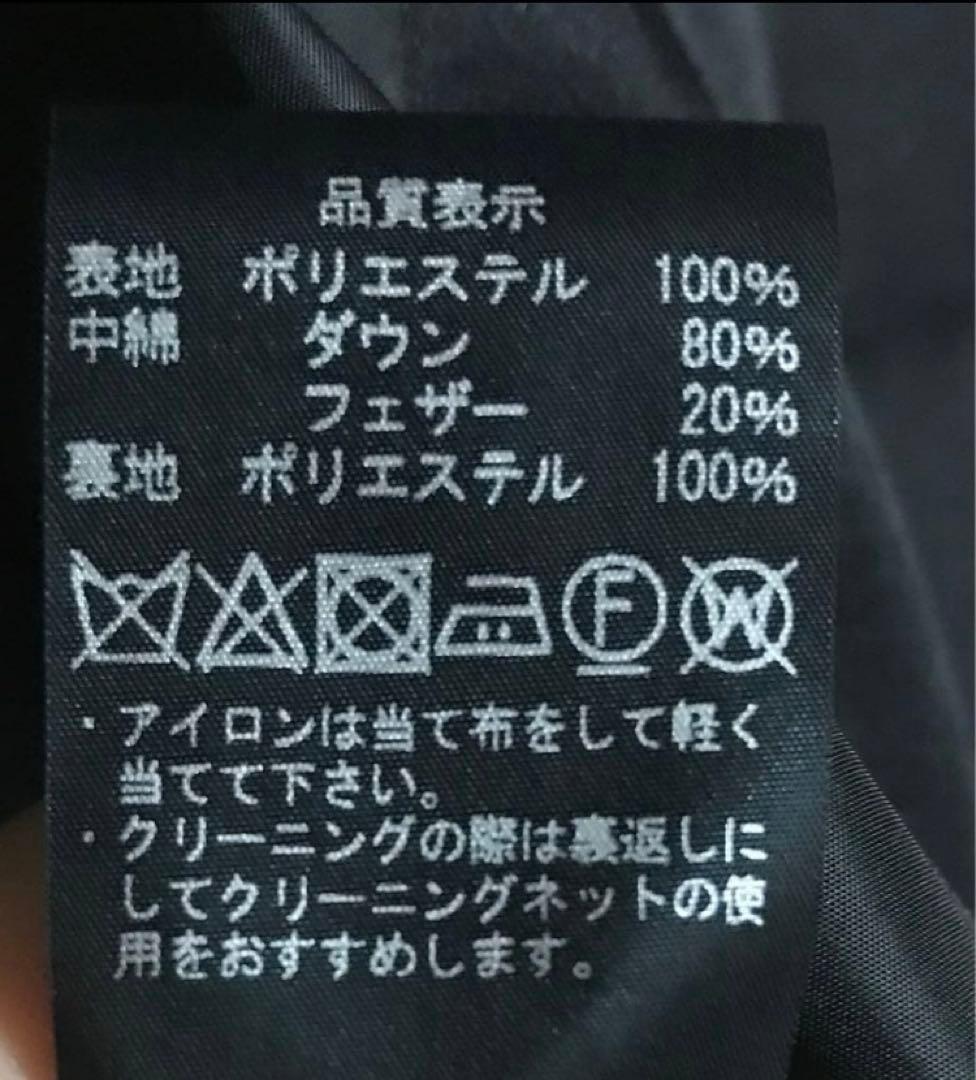 品質表示
表地 ポリエステル 100%
中綿 ダウン 80%
フェザー 20%
裏地 ポリエステル 100%
F W
・アイロンは当て布をして軽く
当てて下さい。
・クリーニングの際は裏返しに
してクリーニングネットの使
用をおすすめします。